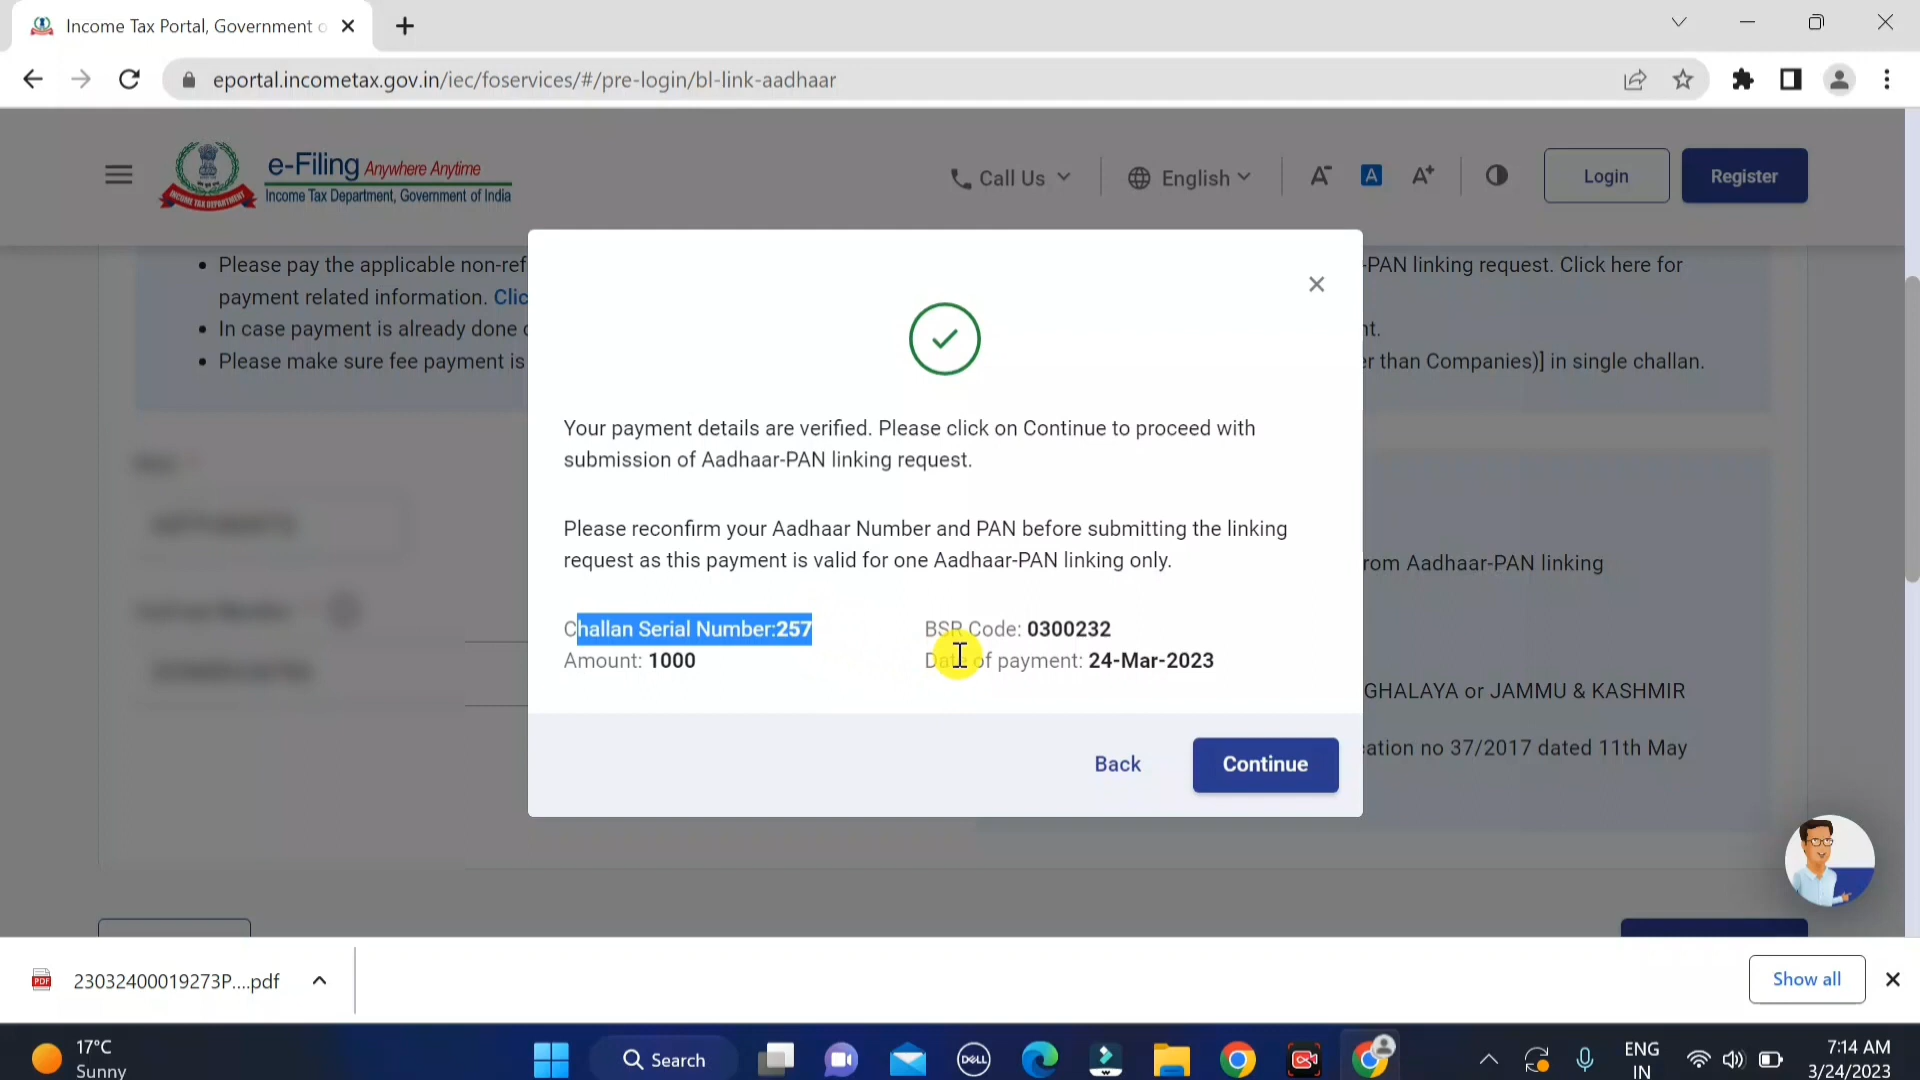 Income Tax Portal, Government o
eportal.incometax.gov.in/iec/foservices/#/pre-login/bl-link-aadhaar
e-Filing Anywhere Anytime
Income Tax Department, Government of India
INCOME TAX DEPARTMENT
Call Us
English
A-
A
A+
Login
Register
Please pay the applicable non-ref
-PAN linking request. Click here for
payment related information. Clic
In case payment is already done
nt.
Please make sure fee payment is
er than Companies)] in single challan.
Your payment details are verified. Please click on Continue to proceed with
submission of Aadhaar-PAN linking request.
Please reconfirm your Aadhaar Number and PAN before submitting the linking
request as this payment is valid for one Aadhaar-PAN linking only.
rom Aadhaar-PAN linking
Challan Serial Number:257
BSR Code: 0300232
Amount: 1000
Date of payment: 24-Mar-2023
GHALAYA or JAMMU & KASHMIR
ation no 37/2017 dated 11th May
Back
Continue
PDF
23032400019273P....pdf
Show all
17°C
Sunny
Search
DELL
ENG
IN
7:14 AM
3/24/2023